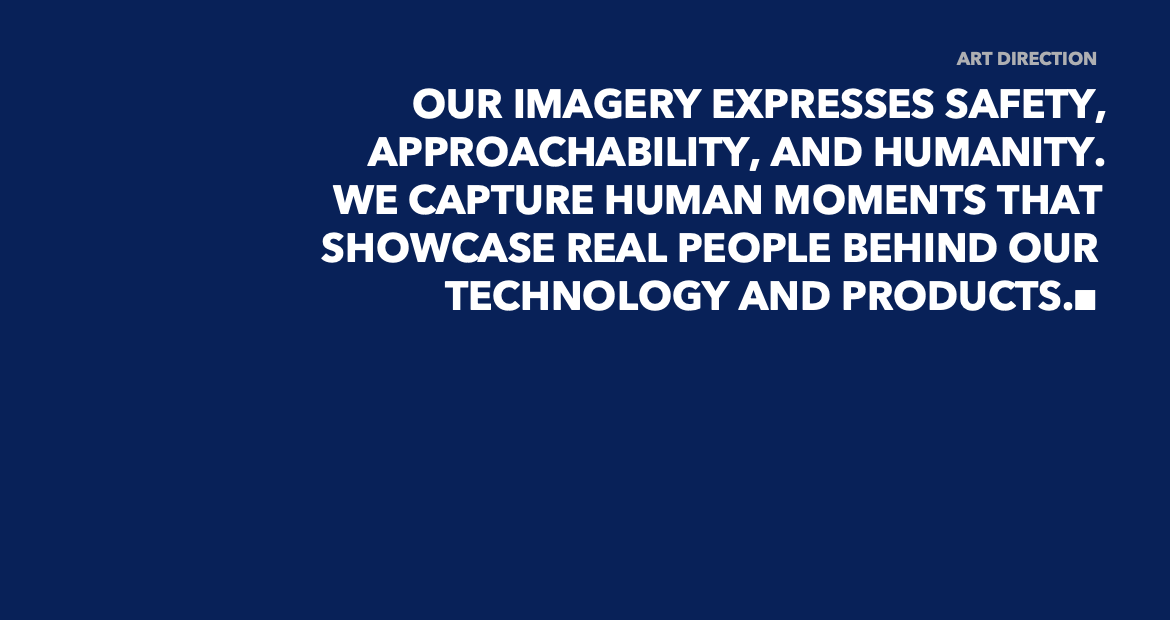 ART DIRECTION
OUR IMAGERY EXPRESSES SAFETY,
APPROACHABILITY, AND HUMANITY.
WE CAPTURE HUMAN MOMENTS THAT
SHOWCASE REAL PEOPLE BEHIND OUR
TECHNOLOGY AND PRODUCTS.■